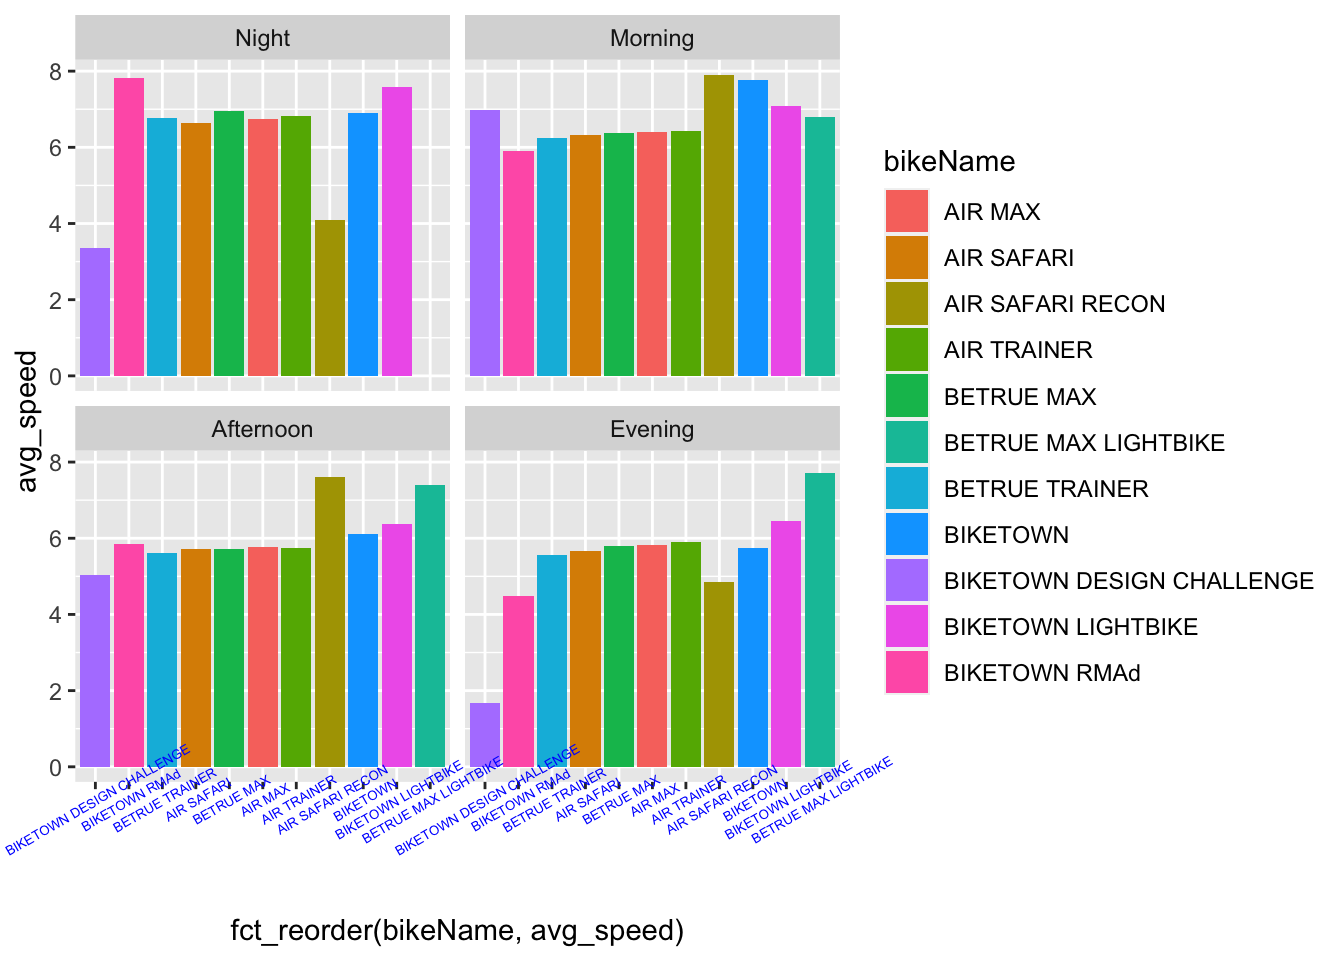 Night
Morning
8
6
4
2
0
Afternoon
Evening
8
6
4
2
0
avg_speed
BIKETOWN DESIGN CHALLENGE
BIKETOWN RMAd
BETRUE TRAINER
AIR SAFARI
BETRUE MAX
AIR MAX
AIR TRAINER
AIR SAFARI RECON
BIKETOWN
BIKETOWN LIGHTBIKE
BETRUE MAX LIGHTBIKE
BIKETOWN DESIGN CHALLENGE
BIKETOWN RMAd
BETRUE TRAINER
AIR SAFARI
BETRUE MAX
AIR MAX
AIR TRAINER
AIR SAFARI RECON
BIKETOWN
BIKETOWN LIGHTBIKE
BETRUE MAX LIGHTBIKE
fct_reorder(bikeName, avg_speed)
bikeName
AIR MAX
AIR SAFARI
AIR SAFARI RECON
AIR TRAINER
BETRUE MAX
BETRUE MAX LIGHTBIKE
BETRUE TRAINER
BIKETOWN
BIKETOWN DESIGN CHALLENGE
BIKETOWN LIGHTBIKE
BIKETOWN RMAd